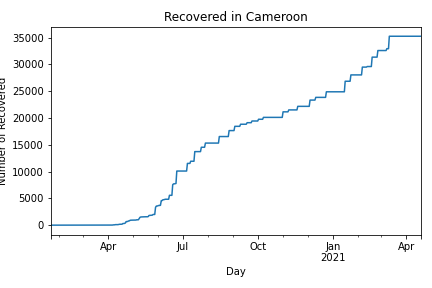 Recovered in Cameroon
Number of Recovered
35000
30000
25000
20000
15000
10000
5000
0
Apr
Jul
Oct
Jan
2021
Apr
Day